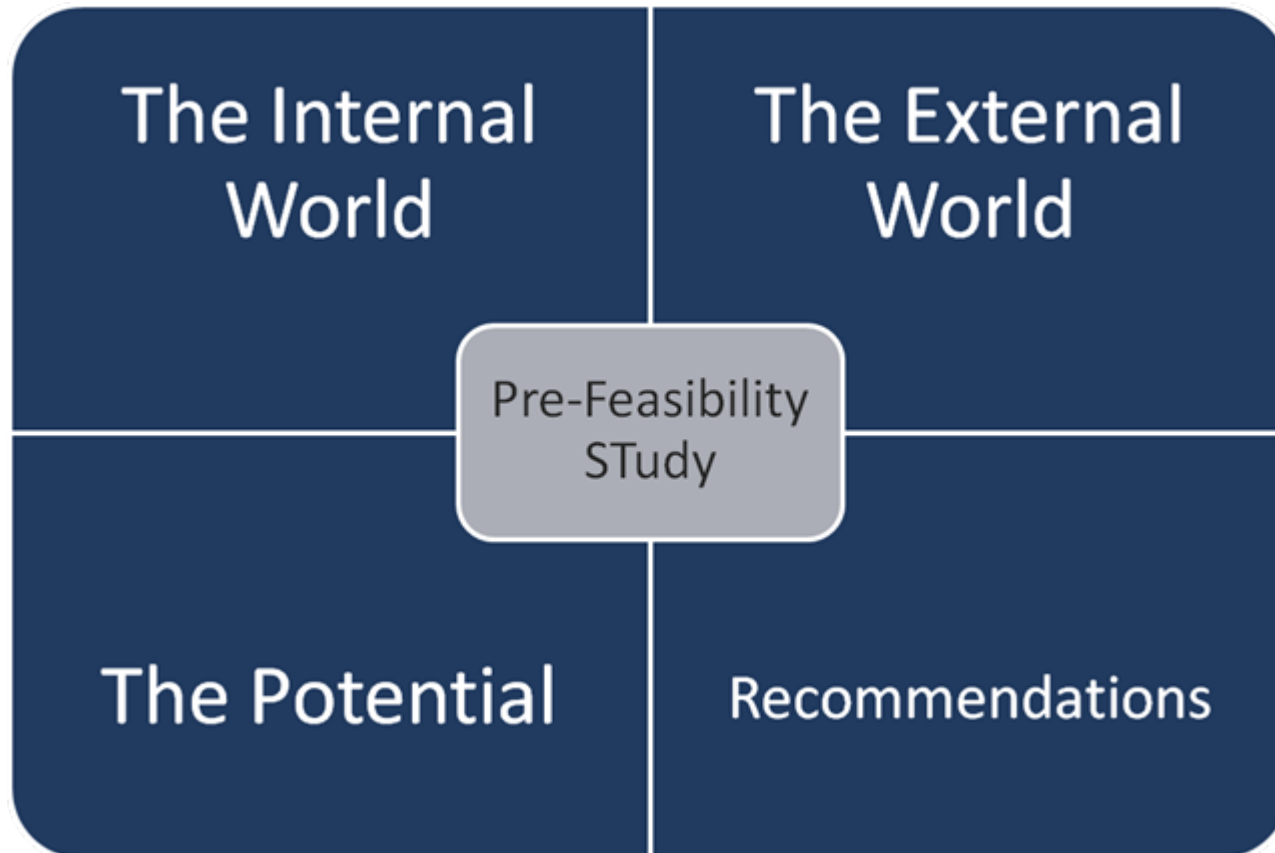 The Internal
World
The External
World
Pre-Feasibility
STudy
The Potential
Recommendations